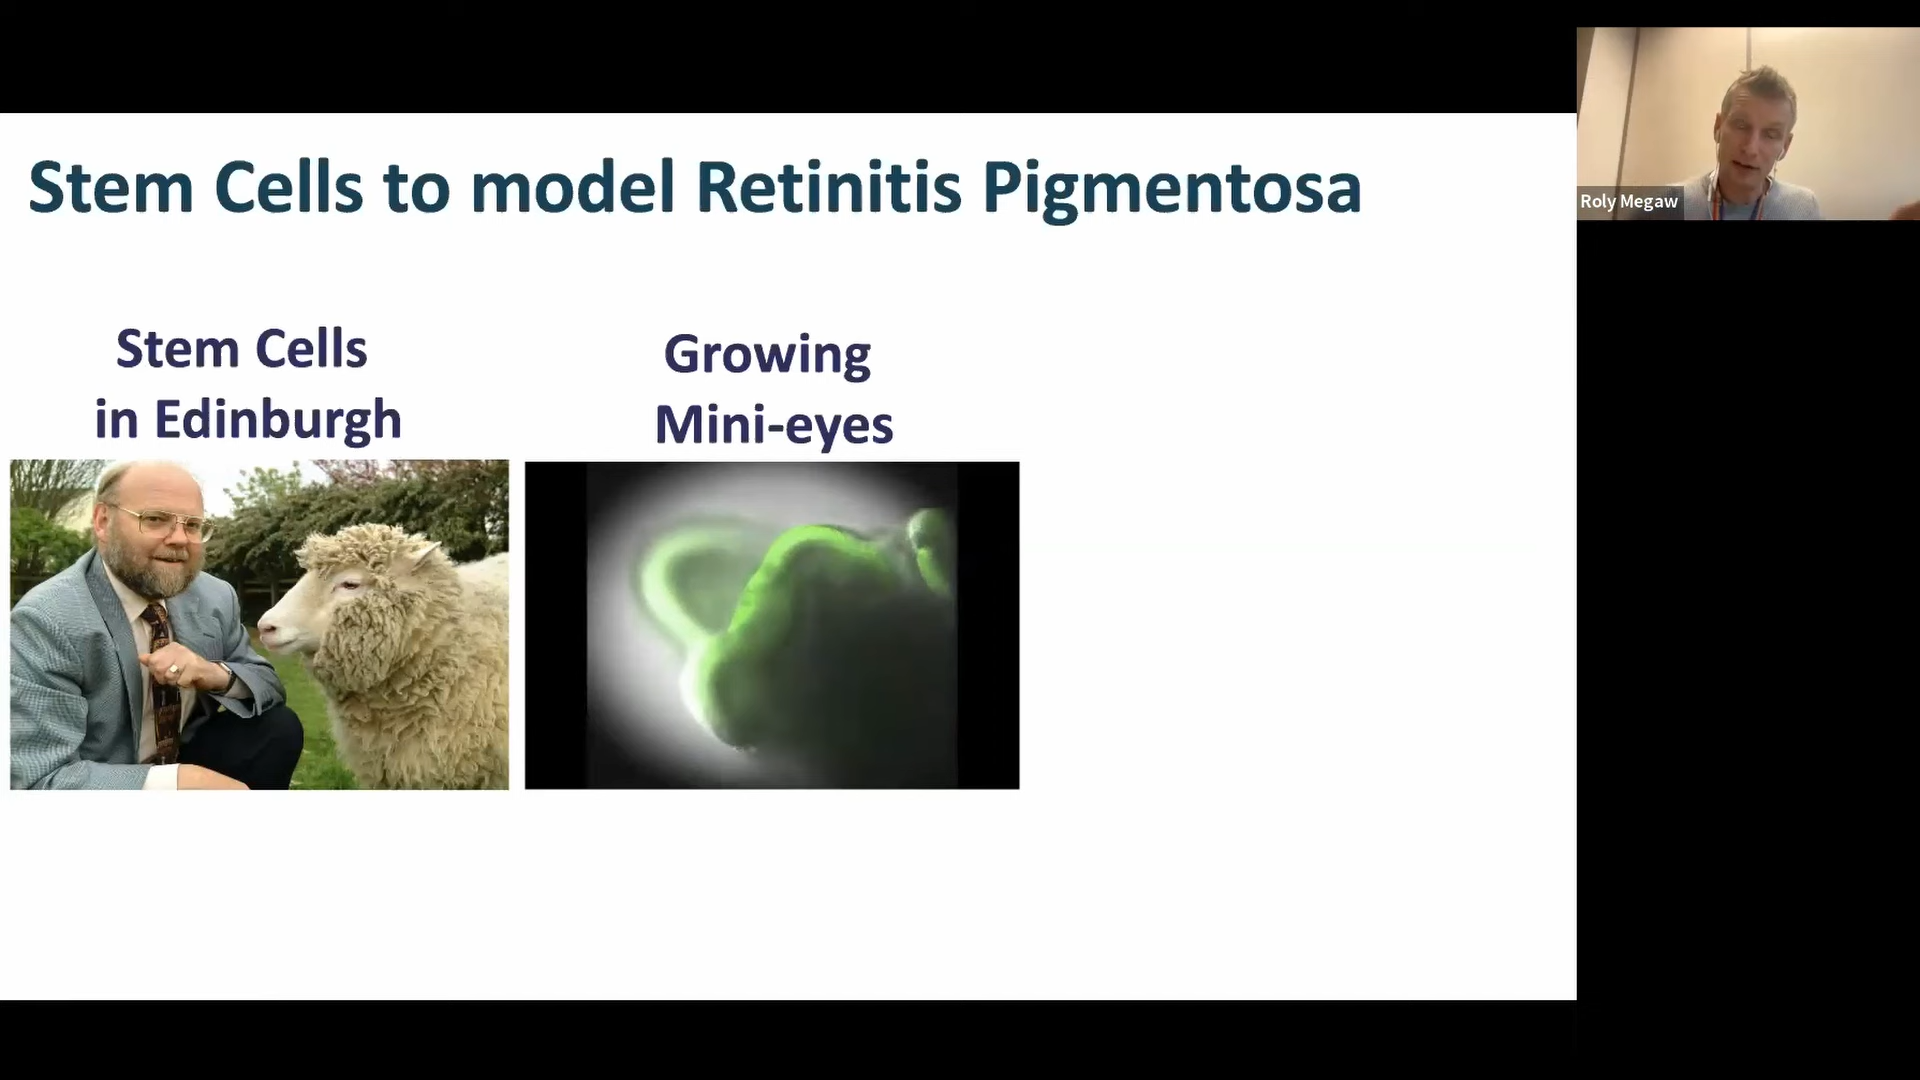 Stem Cells to model Retinitis Pigmentosa
Roly Megaw
Stem Cells
in Edinburgh
Growing
Mini-eyes